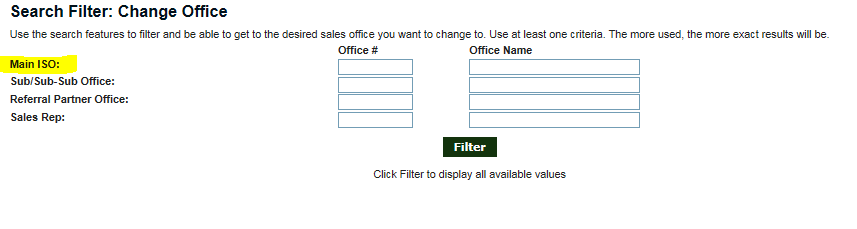 Search Filter: Change Office
Use the search features to filter and be able to get to the desired sales office you want to change to. Use at least one criteria. The more used, the more exact results will be.
Office # Office Name
Main ISO:
Sub/Sub-Sub Office:
Referral Partner Office:
Sales Rep:
Filter
Click Filter to display all available values